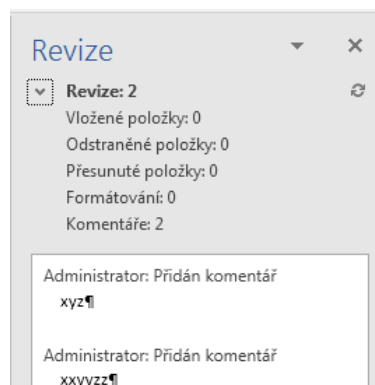 Revize
Revize: 2
Vložené položky: 0
Odstraněné položky: 0
Přesunuté položky: 0
Formátování: 0
Komentáře: 2
Administrator: Přidán komentář
xyz¶
Administrator: Přidán komentář
xxyyzz¶